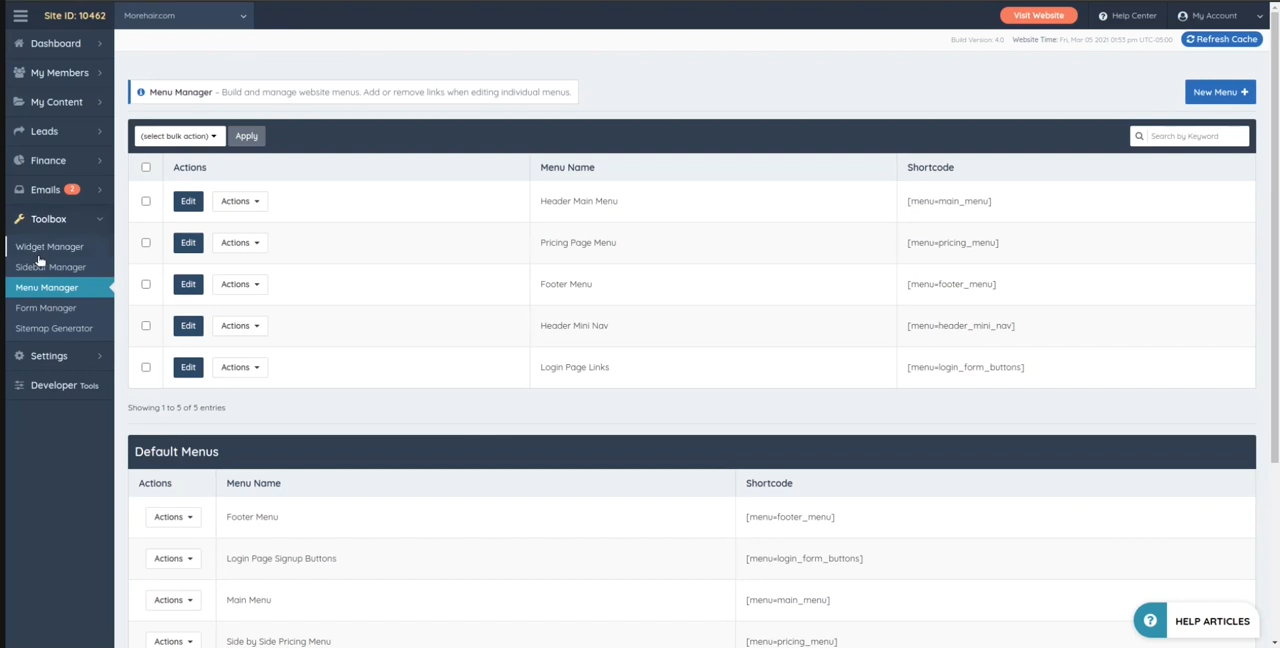 Site ID: 10462
Morehair.com
Visit Website
Help Center
My Account
Build Version: 4.0 Website Time: Fri, Mar 05 2021 01:53 pm UTC-05:00
Refresh Cache
Dashboard
My Members
My Content
Leads
Finance
Emails 2
Toolbox
Widget Manager
Sidebar Manager
Menu Manager
Form Manager
Sitemap Generator
Settings
Developer Tools
Menu Manager - Build and manage website menus. Add or remove links when editing individual menus.
New Menu +
(select bulk action) Apply
Search by Keyword
Actions Menu Name Shortcode
Edit Actions Header Main Menu [menu=main_menu]
Edit Actions Pricing Page Menu [menu=pricing_menu]
Edit Actions Footer Menu [menu=footer_menu]
Edit Actions Header Mini Nav [menu=header_mini_nav]
Edit Actions Login Page Links [menu=login_form_buttons]
Showing 1 to 5 of 5 entries
Default Menus
Actions Menu Name Shortcode
Actions Footer Menu [menu=footer_menu]
Actions Login Page Signup Buttons [menu=login_form_buttons]
Actions Main Menu [menu=main_menu]
Actions Side by Side Pricing Menu [menu=pricing_menu]
HELP ARTICLES